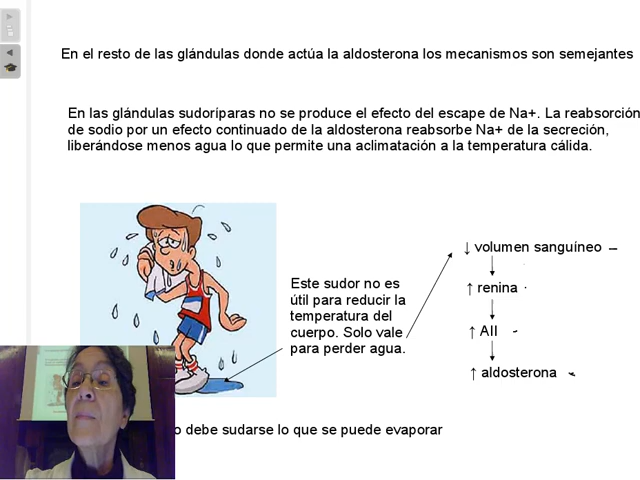 En el resto de las glándulas donde actúa la aldosterona los mecanismos son semejantes
En las glándulas sudoríparas no se produce el efecto del escape de Na+. La reabsorción
de sodio por un efecto continuado de la aldosterona reabsorbe Na+ de la secreción,
liberándose menos agua lo que permite una aclimatación a la temperatura cálida.
Este sudor no es
útil para reducir la
temperatura del
cuerpo. Solo vale
para perder agua.
↓ volumen sanguíneo
↑ renina
↑ AII
↑ aldosterona
debe sudarse lo que se puede evaporar